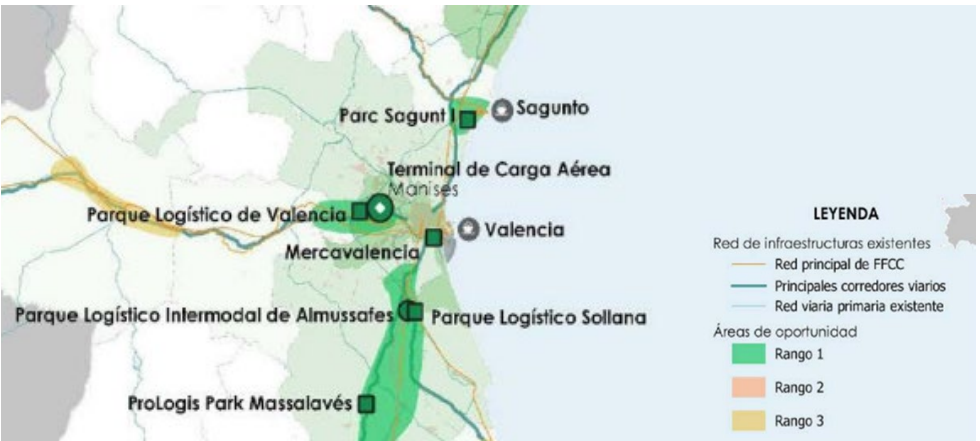 Sagunto
Parc Sagunt I
Terminal de Carga Aérea
Manises
Parque Logístico de Valencia
Valencia
Mercavalencia
Parque Logístico Intermodal de Almussafes
Parque Logístico Sollana
ProLogis Park Massalavés
LEYENDA
Red de infraestructuras existentes
Red principal de FFCC
Principales corredores viarios
Red viaria primaria existente
Áreas de oportunidad
Rango 1
Rango 2
Rango 3